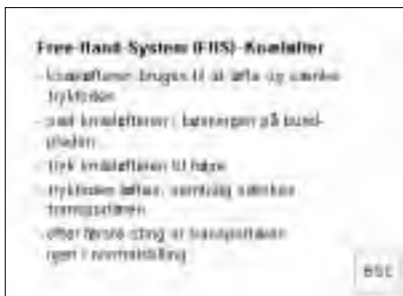 Free-Hand-System (FHS)-Knæløfter
- knæløfteren bruges til at løfte og sænke
trykfoden
- sæt knæløfteren i bøsningen på bund-
pladen
- tryk knæløfteren til højre
- trykfoden løftes, samtidig sænkes
transportøren
- efter første sting er transportøren
igen i normalstilling
esc